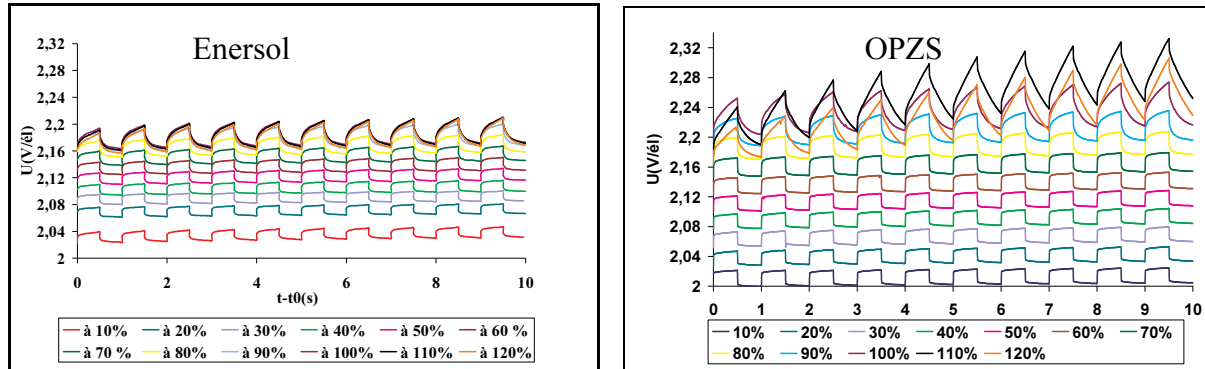 Enersol
U(V/él)
2,32
2,28
2,24
2,2
2,16
2,12
2,08
2,04
2
0 2 4 6 8 10
t-t0(s)
à 10% à 20% à 30% à 40% à 50% à 60 %
à 70 % à 80% à 90% à 100% à 110% à 120%
OPZS
U(V/él)
2,32
2,28
2,24
2,2
2,16
2,12
2,08
2,04
2
0 1 2 3 4 5 6 7 8 9 10
10% 20% 30% 40% 50% 60% 70%
80% 90% 100% 110% 120%